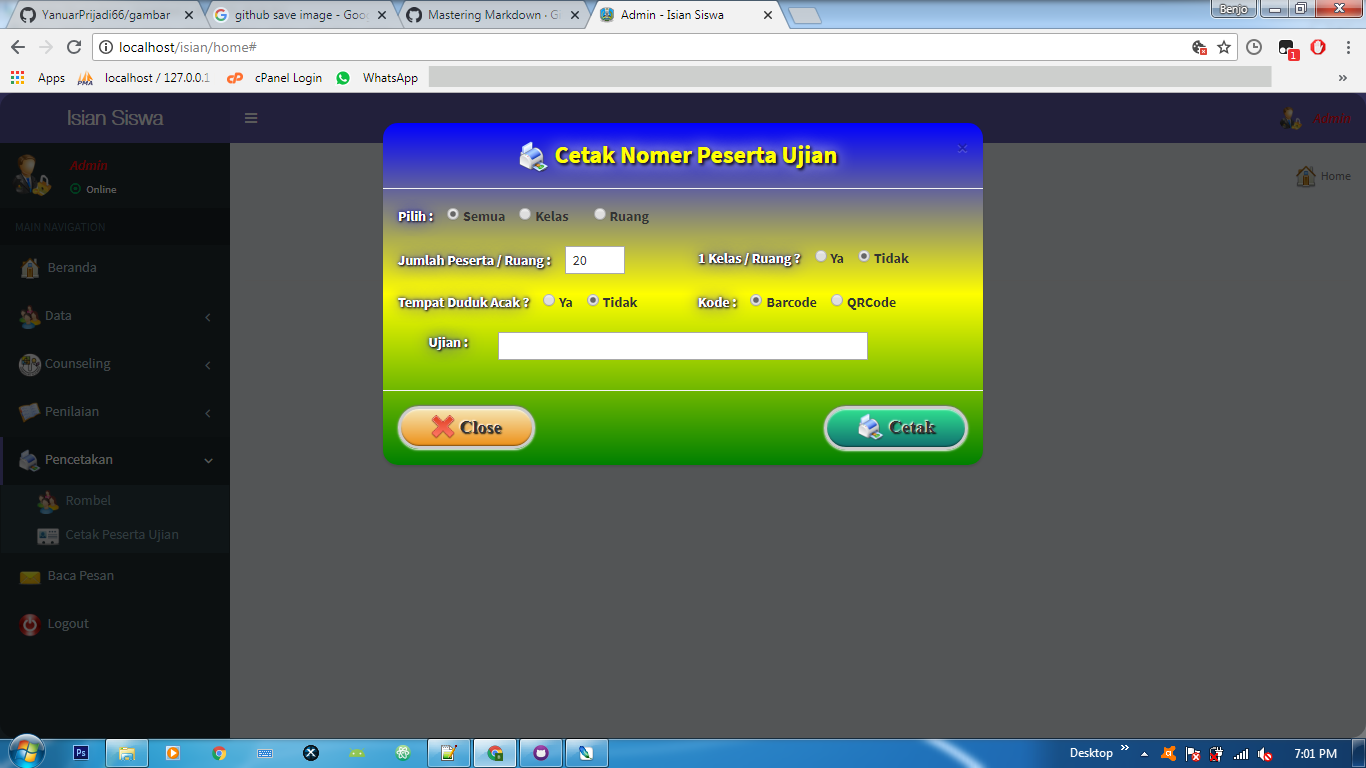 YanuarPrijadi66/gambar
github save image - Goo
Mastering Markdown · G
Admin - Isian Siswa
Benjo
localhost/isian/home#
1
Apps
PMA
localhost / 127.0.0.1
cPanel Login
WhatsApp
»
Isian Siswa
Admin
Admin
Online
Home
MAIN NAVIGATION
Beranda
Data
Counseling
Penilaian
Pencetakan
Rombel
Cetak Peserta Ujian
Baca Pesan
Logout
Cetak Nomer Peserta Ujian
×
Pilih : Semua Kelas Ruang
Jumlah Peserta / Ruang : 20 1 Kelas / Ruang ? Ya Tidak
Tempat Duduk Acak ? Ya Tidak Kode : Barcode QRCode
Ujian :
Close Cetak
Ps
Desktop » 7:01 PM